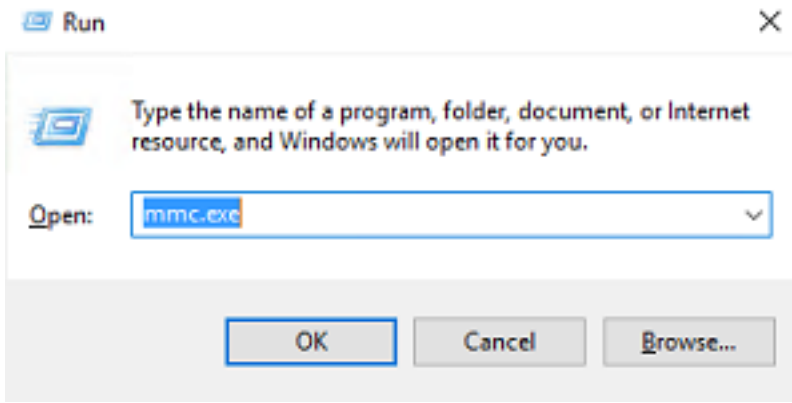 Run
Type the name of a program, folder, document, or Internet
resource, and Windows will open it for you.
Open: mmc.exe
OK Cancel Browse...